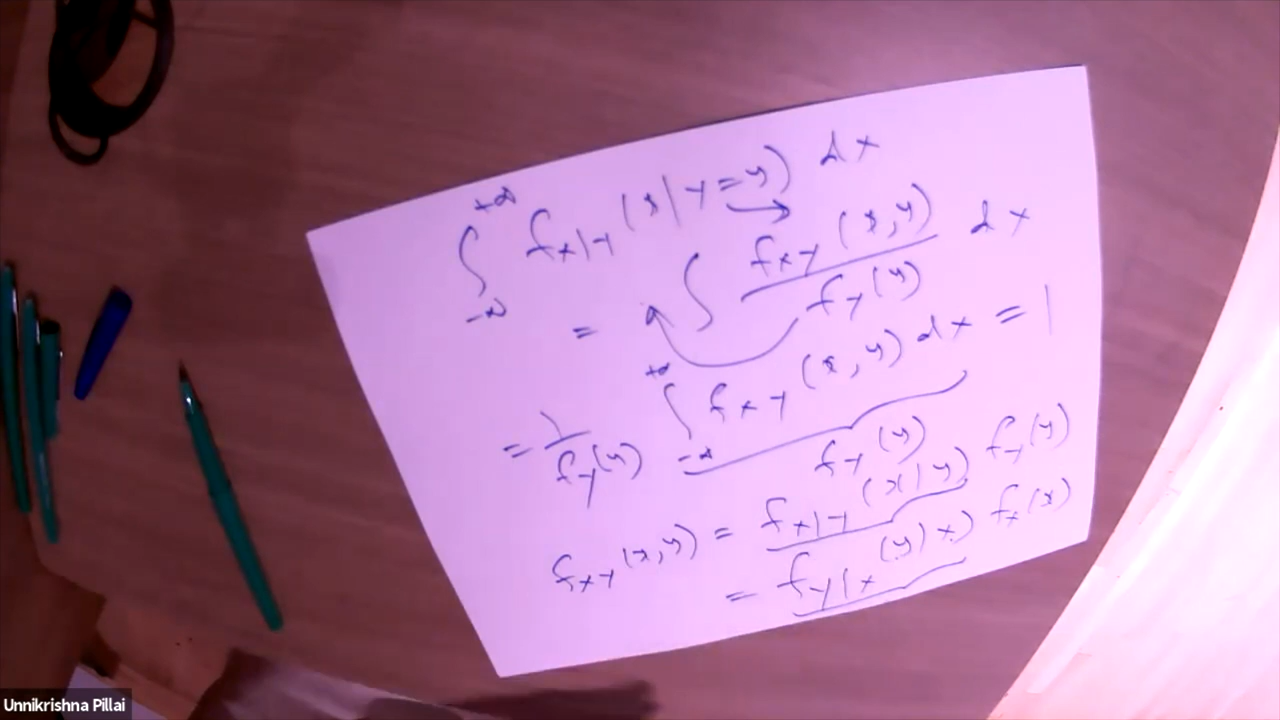 ∫_{-∞}^{+∞} f_{X|Y}(x|Y=y) dx
= ∫ f_{XY}(x,y) / f_Y(y) dx
= 1/f_Y(y) ∫_{-∞}^{+∞} f_{XY}(x,y) dx = 1
f_Y(y)
f_{XY}(x,y) = f_{X|Y}(x|y) f_Y(y)
= f_{Y|X}(y|x) f_X(x)
Unnikrishna Pillai